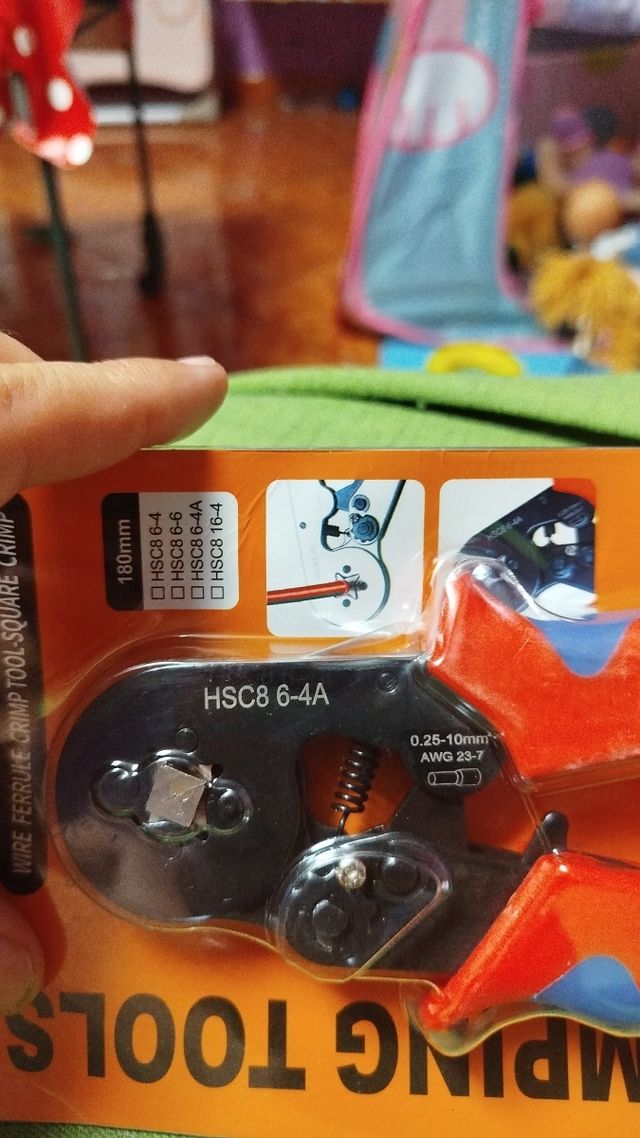 180mm
☐ HSC8 6-4
☐ HSC8 6-6
☐ HSC8 6-4A
☐ HSC8 16-4
WIRE FERRULE CRIMP TOOL-SQUARE CRIMP
HSC8 6-4A
0.25-10mm²
AWG 23-7
MPING TOOLS